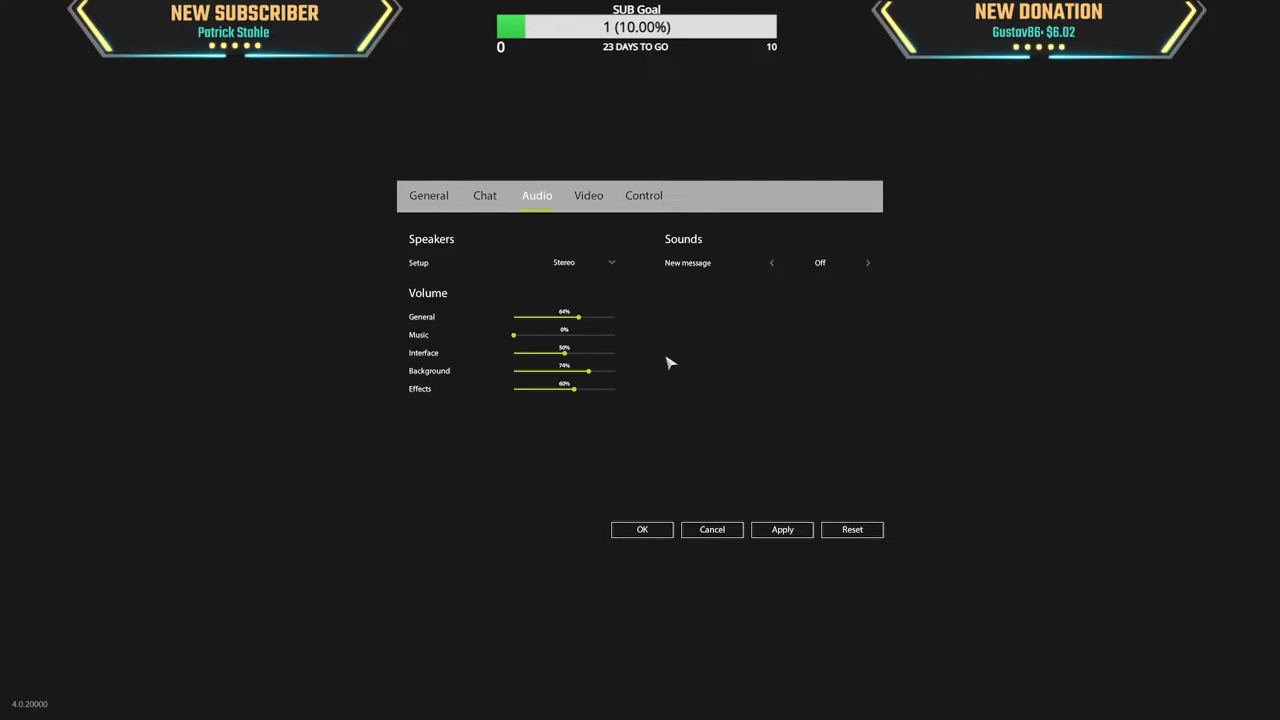 NEW SUBSCRIBER
Patrick Stahle
SUB Goal
1 (10.00%)
0
23 DAYS TO GO
10
NEW DONATION
Gustav86• $6.02
General Chat Audio Video Control
Speakers
Setup Stereo
Volume
General 64%
Music 0%
Interface 50%
Background 74%
Effects 60%
Sounds
New message Off
OK Cancel Apply Reset
4.0.20000